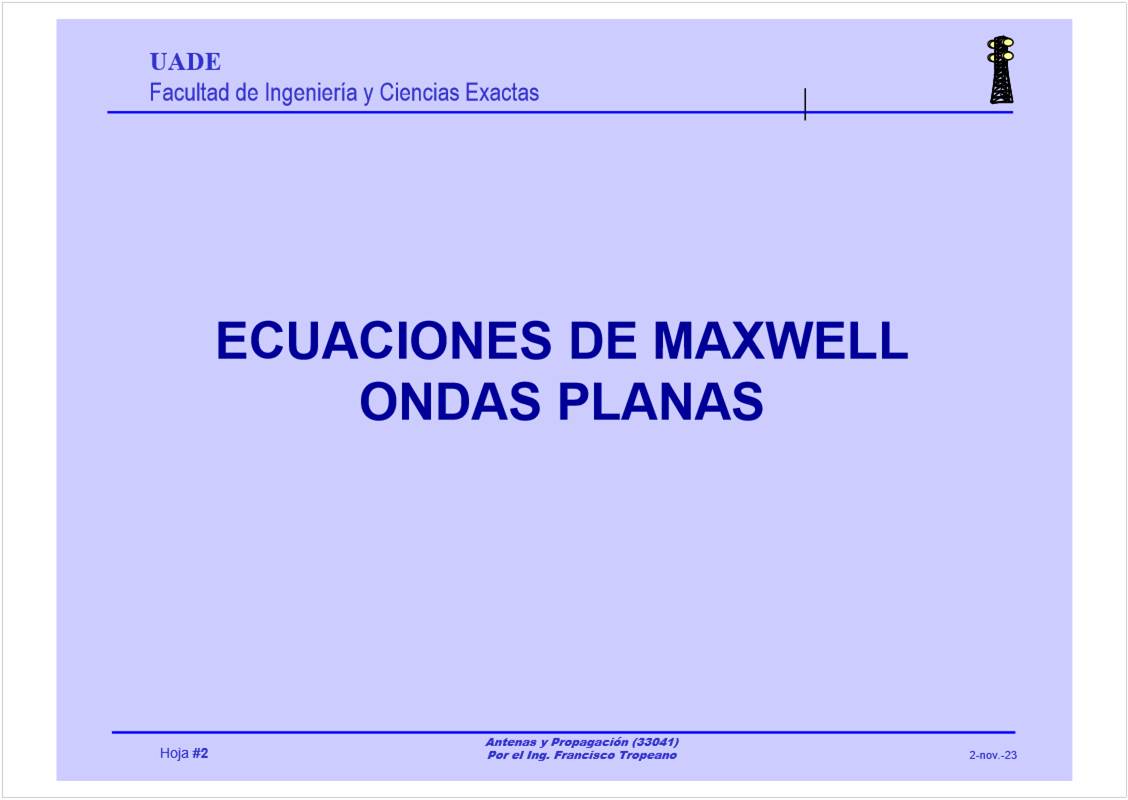 UADE
Facultad de Ingeniería y Ciencias Exactas
ECUACIONES DE MAXWELL
ONDAS PLANAS
Hoja #2
Antenas y Propagación (33041)
Por el Ing. Francisco Tropeano
2-nov.-23